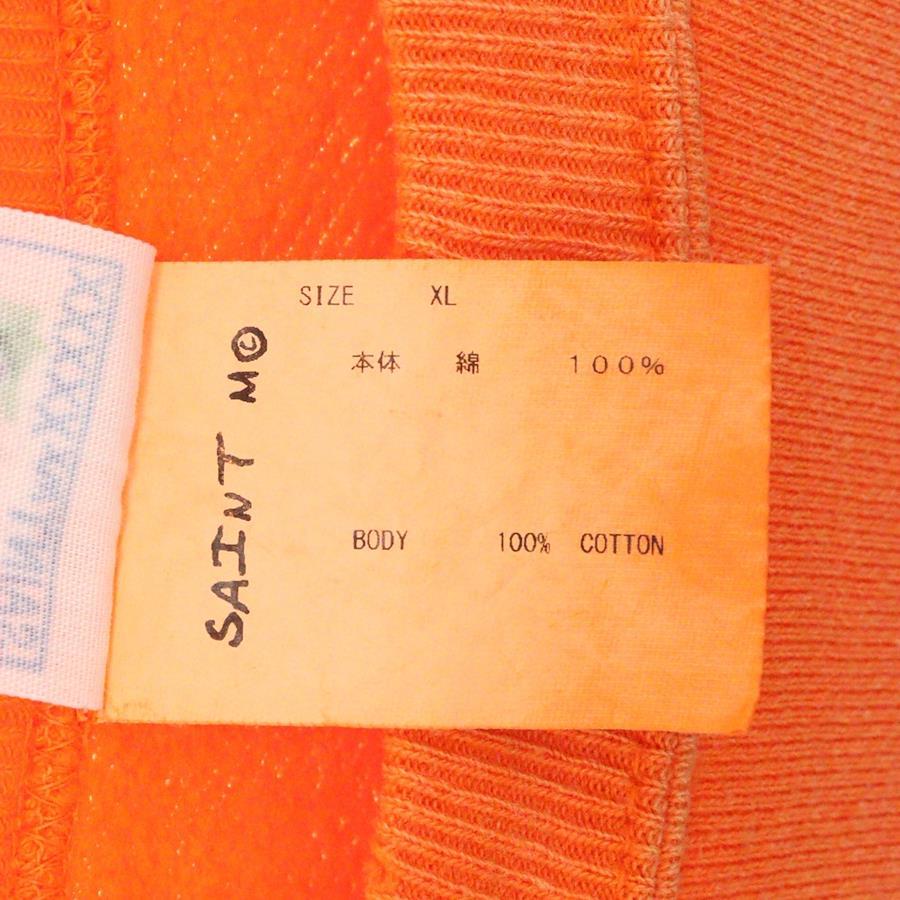 SIZE XL
本体 綿 100%
BODY 100% COTTON
SAINT M©